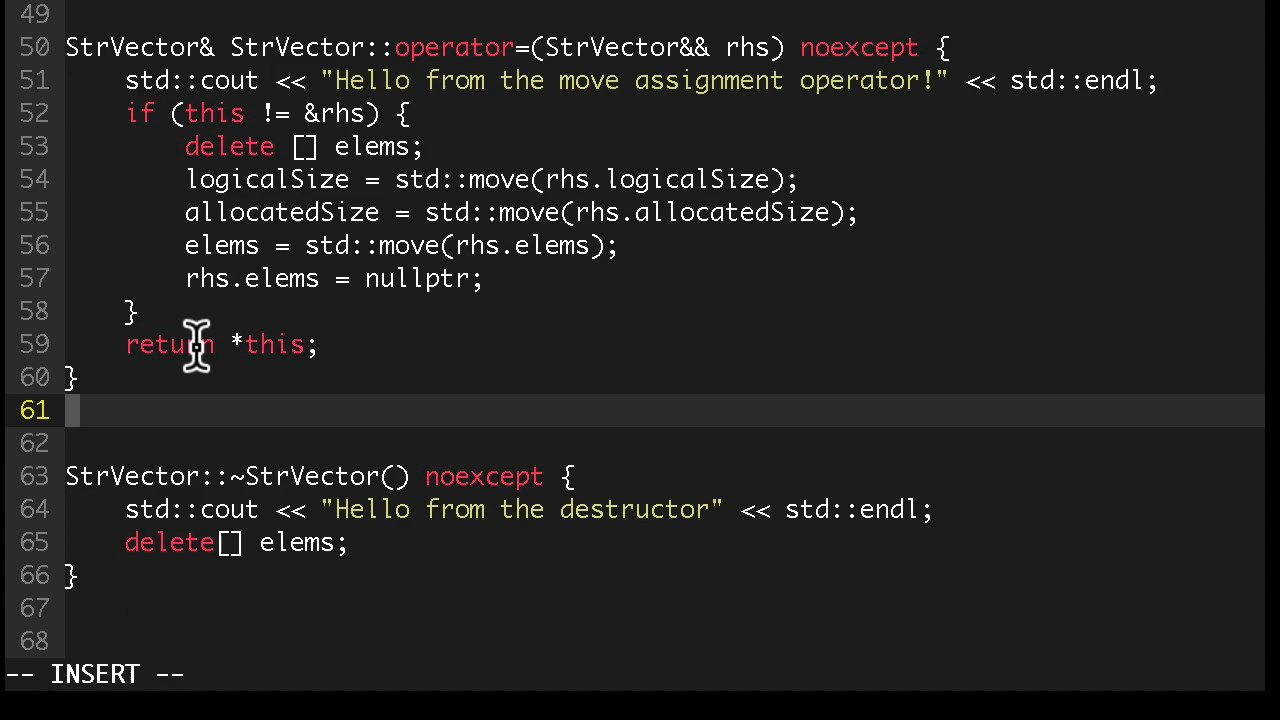 49
50 StrVector& StrVector::operator=(StrVector&& rhs) noexcept {
51     std::cout << "Hello from the move assignment operator!" << std::endl;
52     if (this != &rhs) {
53         delete [] elems;
54         logicalSize = std::move(rhs.logicalSize);
55         allocatedSize = std::move(rhs.allocatedSize);
56         elems = std::move(rhs.elems);
57         rhs.elems = nullptr;
58     }
59     return *this;
60 }
61
62
63 StrVector::~StrVector() noexcept {
64     std::cout << "Hello from the destructor" << std::endl;
65     delete[] elems;
66 }
67
68
-- INSERT --